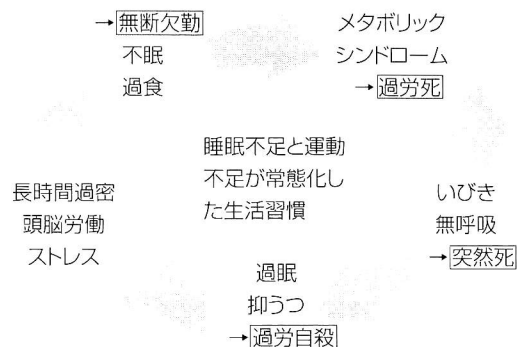 →無断欠勤
不眠
過食
メタボリック
シンドローム
→過労死
睡眠不足と運動
不足が常態化し
た生活習慣
長時間過密
頭脳労働
ストレス
いびき
無呼吸
→突然死
過眠
抑うつ
→過労自殺